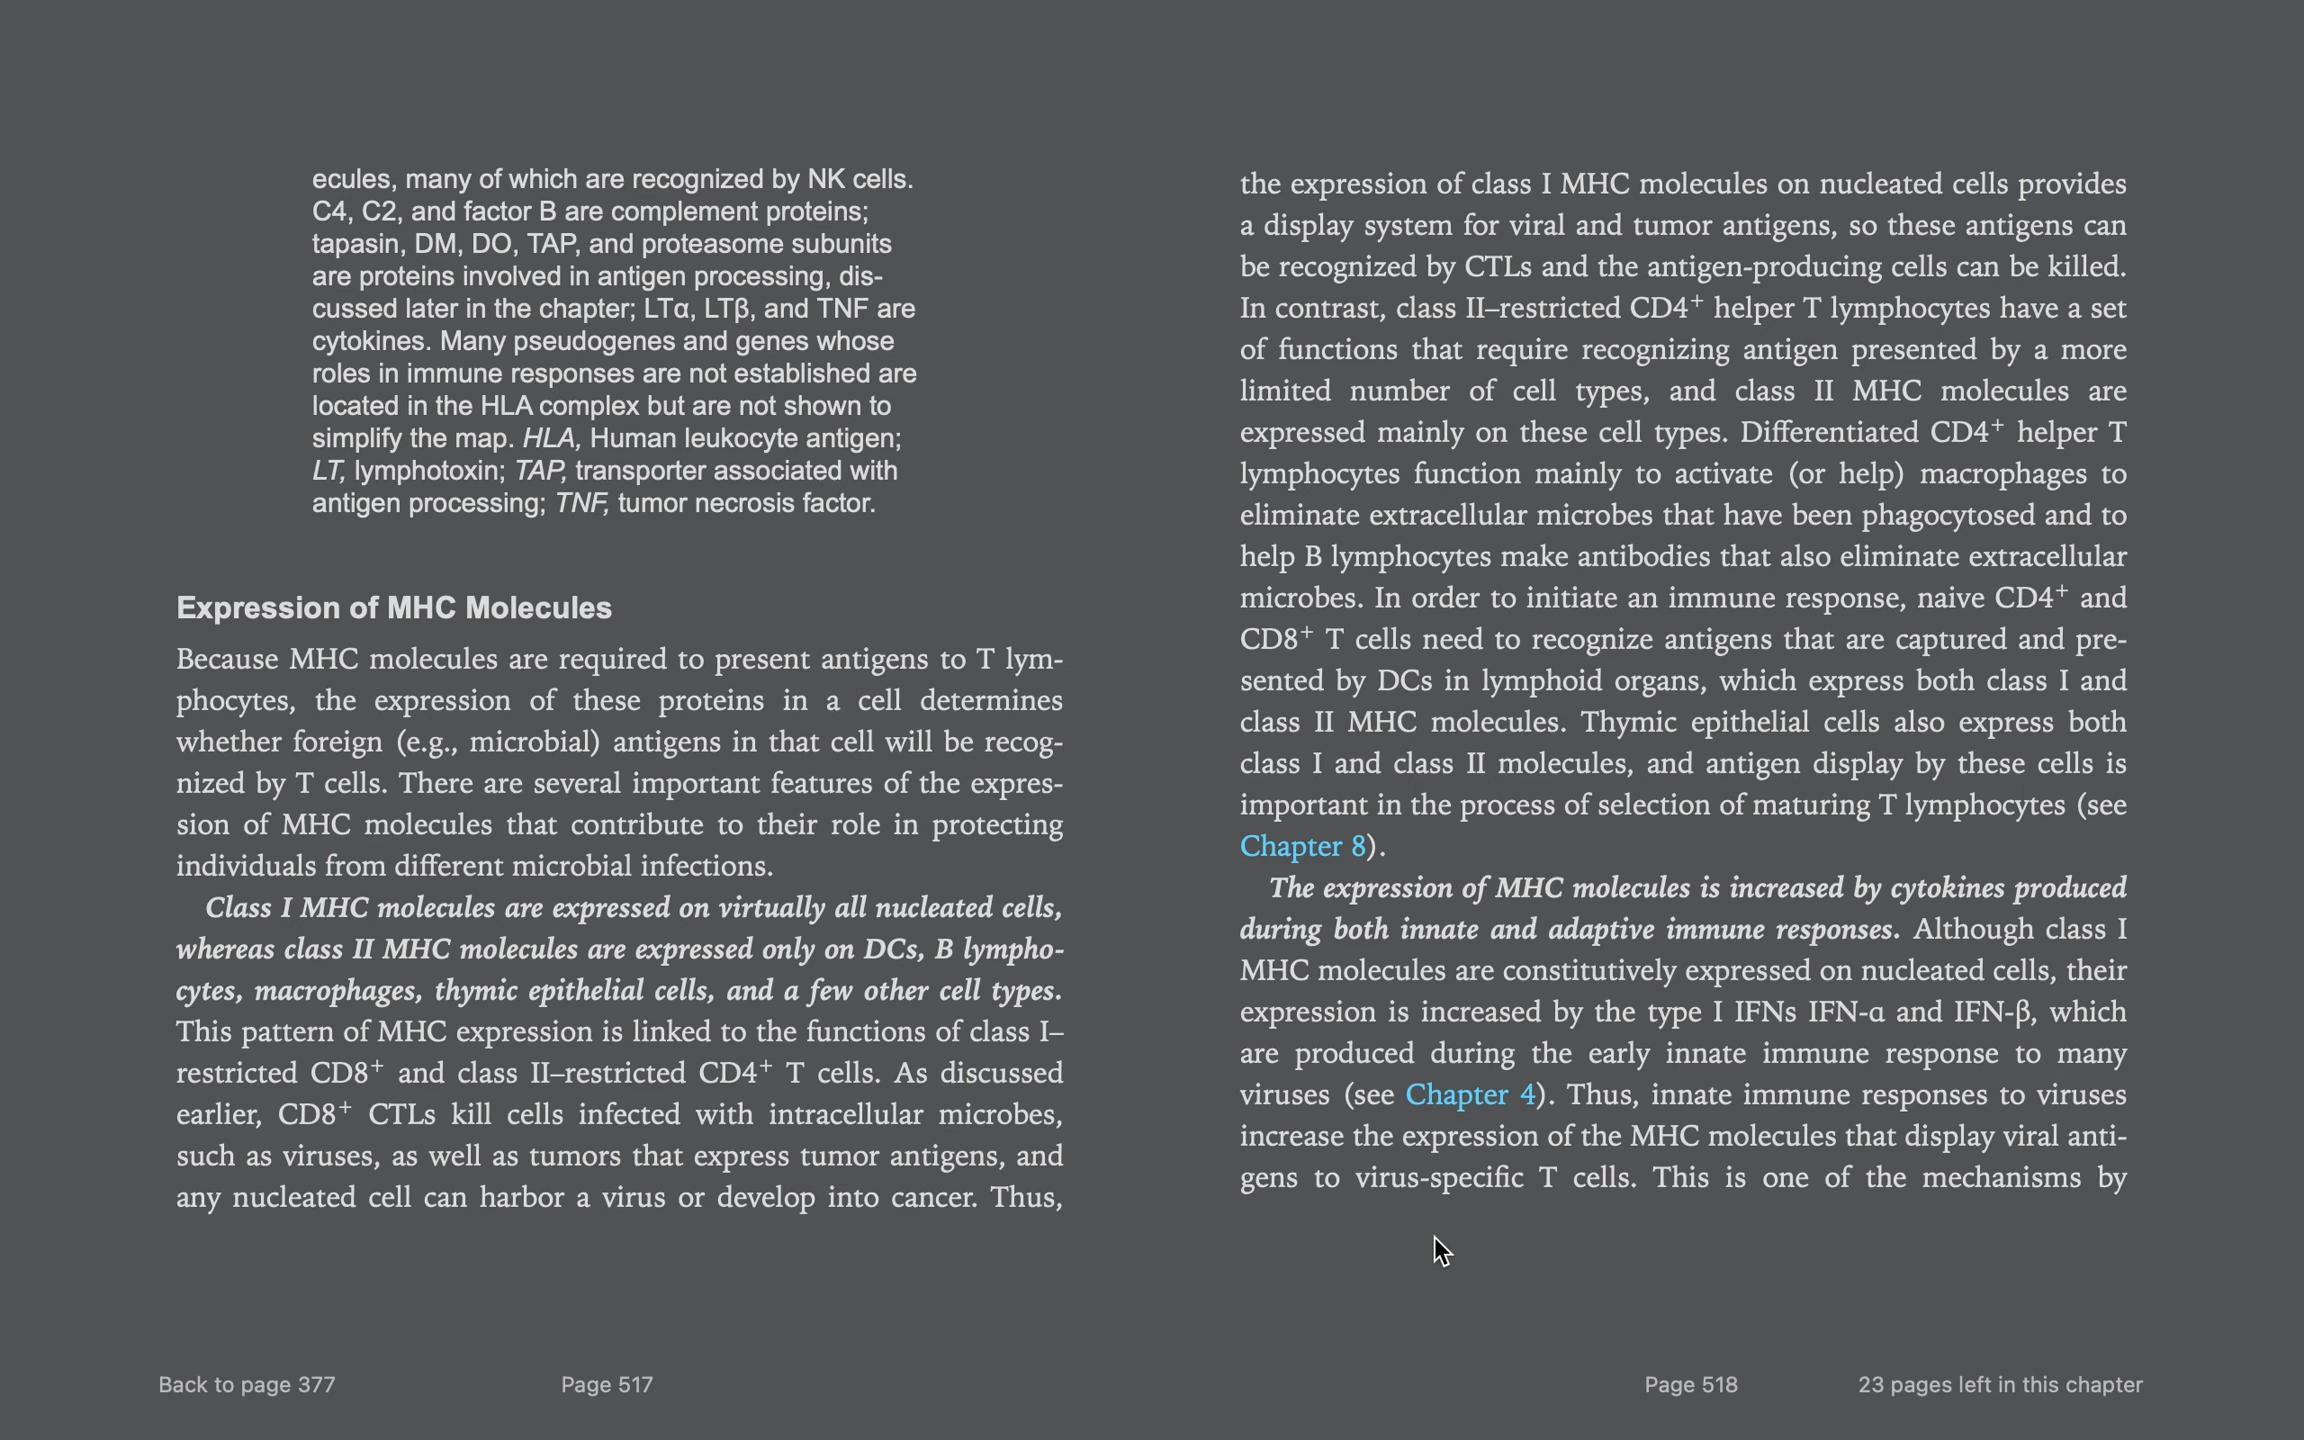 ecules, many of which are recognized by NK cells.
C4, C2, and factor B are complement proteins;
tapasin, DM, DO, TAP, and proteasome subunits
are proteins involved in antigen processing, dis-
cussed later in the chapter; LTα, LTβ, and TNF are
cytokines. Many pseudogenes and genes whose
roles in immune responses are not established are
located in the HLA complex but are not shown to
simplify the map. HLA, Human leukocyte antigen;
LT, lymphotoxin; TAP, transporter associated with
antigen processing; TNF, tumor necrosis factor.
Expression of MHC Molecules
Because MHC molecules are required to present antigens to T lym-
phocytes, the expression of these proteins in a cell determines
whether foreign (e.g., microbial) antigens in that cell will be recog-
nized by T cells. There are several important features of the expres-
sion of MHC molecules that contribute to their role in protecting
individuals from different microbial infections.
Class I MHC molecules are expressed on virtually all nucleated cells,
whereas class II MHC molecules are expressed only on DCs, B lympho-
cytes, macrophages, thymic epithelial cells, and a few other cell types.
This pattern of MHC expression is linked to the functions of class I–
restricted CD8⁺ and class II–restricted CD4⁺ T cells. As discussed
earlier, CD8⁺ CTLs kill cells infected with intracellular microbes,
such as viruses, as well as tumors that express tumor antigens, and
any nucleated cell can harbor a virus or develop into cancer. Thus,
the expression of class I MHC molecules on nucleated cells provides
a display system for viral and tumor antigens, so these antigens can
be recognized by CTLs and the antigen-producing cells can be killed.
In contrast, class II–restricted CD4⁺ helper T lymphocytes have a set
of functions that require recognizing antigen presented by a more
limited number of cell types, and class II MHC molecules are
expressed mainly on these cell types. Differentiated CD4⁺ helper T
lymphocytes function mainly to activate (or help) macrophages to
eliminate extracellular microbes that have been phagocytosed and to
help B lymphocytes make antibodies that also eliminate extracellular
microbes. In order to initiate an immune response, naive CD4⁺ and
CD8⁺ T cells need to recognize antigens that are captured and pre-
sented by DCs in lymphoid organs, which express both class I and
class II MHC molecules. Thymic epithelial cells also express both
class I and class II molecules, and antigen display by these cells is
important in the process of selection of maturing T lymphocytes (see
Chapter 8).
The expression of MHC molecules is increased by cytokines produced
during both innate and adaptive immune responses. Although class I
MHC molecules are constitutively expressed on nucleated cells, their
expression is increased by the type I IFNs IFN-α and IFN-β, which
are produced during the early innate immune response to many
viruses (see Chapter 4). Thus, innate immune responses to viruses
increase the expression of the MHC molecules that display viral anti-
gens to virus-specific T cells. This is one of the mechanisms by
Back to page 377
Page 517
Page 518
23 pages left in this chapter